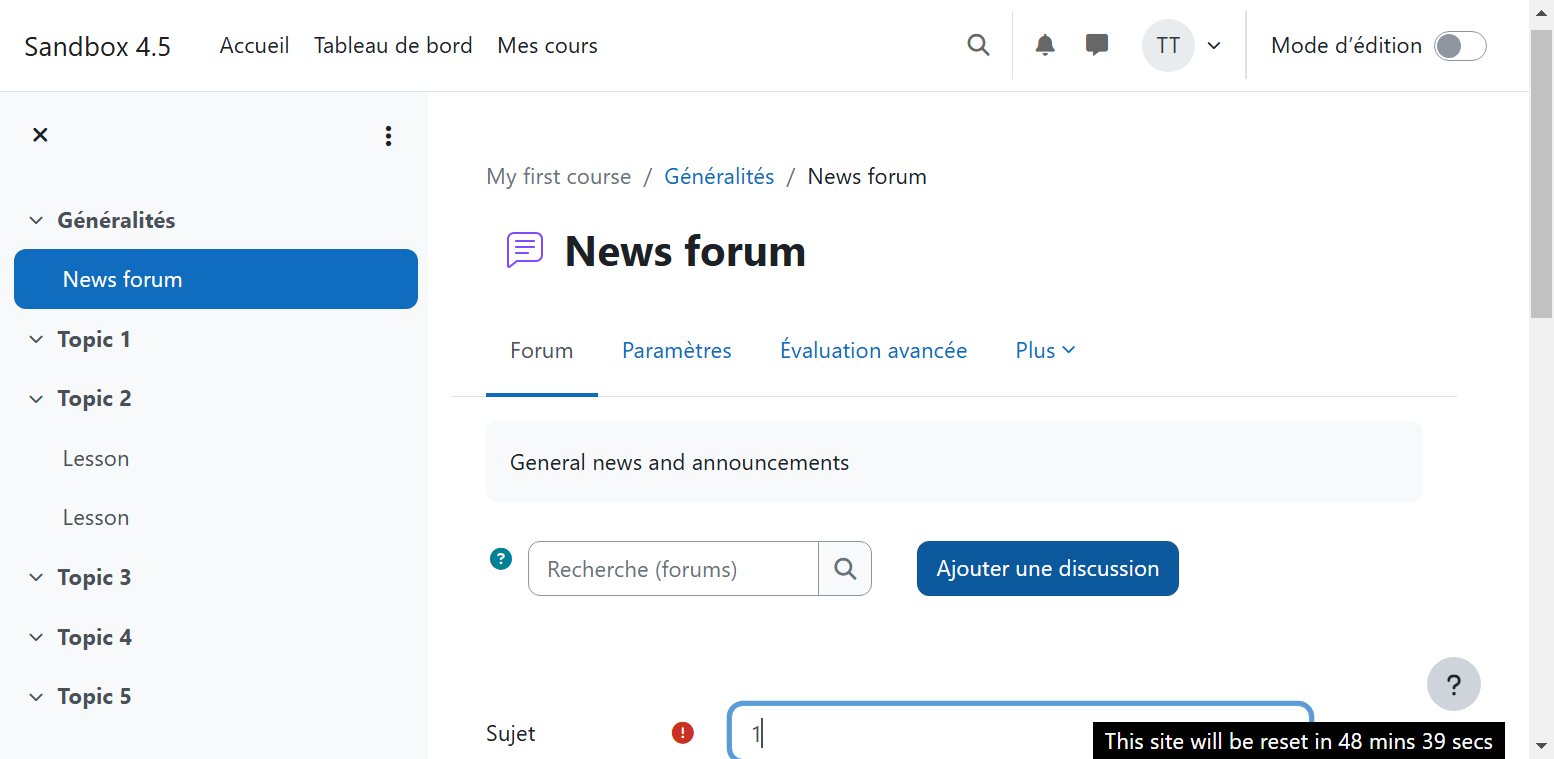 Sandbox 4.5 Accueil Tableau de bord Mes cours TT Mode d’édition
My first course / Généralités / News forum
Généralités
News forum
News forum
Topic 1
Forum Paramètres Évaluation avancée Plus
Topic 2
Lesson
General news and announcements
Lesson
? Recherche (forums) Ajouter une discussion
Topic 3
Topic 4
Topic 5
?
Sujet ! 1
This site will be reset in 48 mins 39 secs